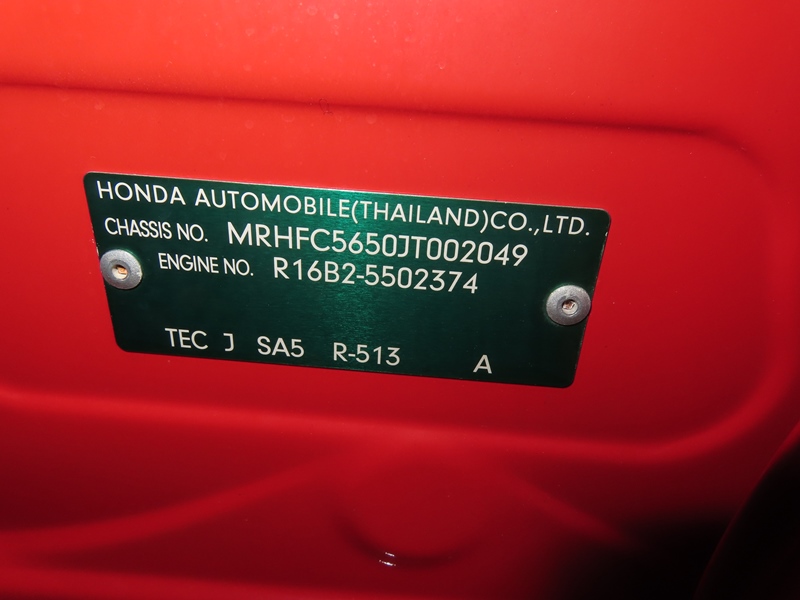 HONDA AUTOMOBILE(THAILAND)CO.,LTD.
CHASSIS NO. MRHFC5650JT002049
ENGINE NO. R16B2-5502374
TEC J SA5 R-513 A